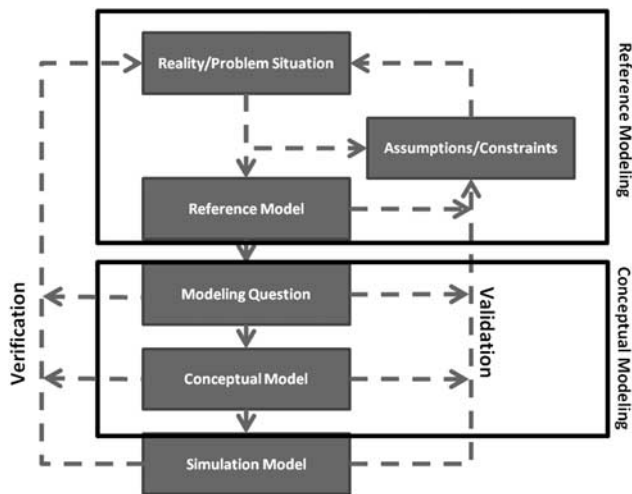 Reality/Problem Situation
Assumptions/Constraints
Reference Model
Reference Modeling
Modeling Question
Conceptual Model
Simulation Model
Conceptual Modeling
Verification
Validation